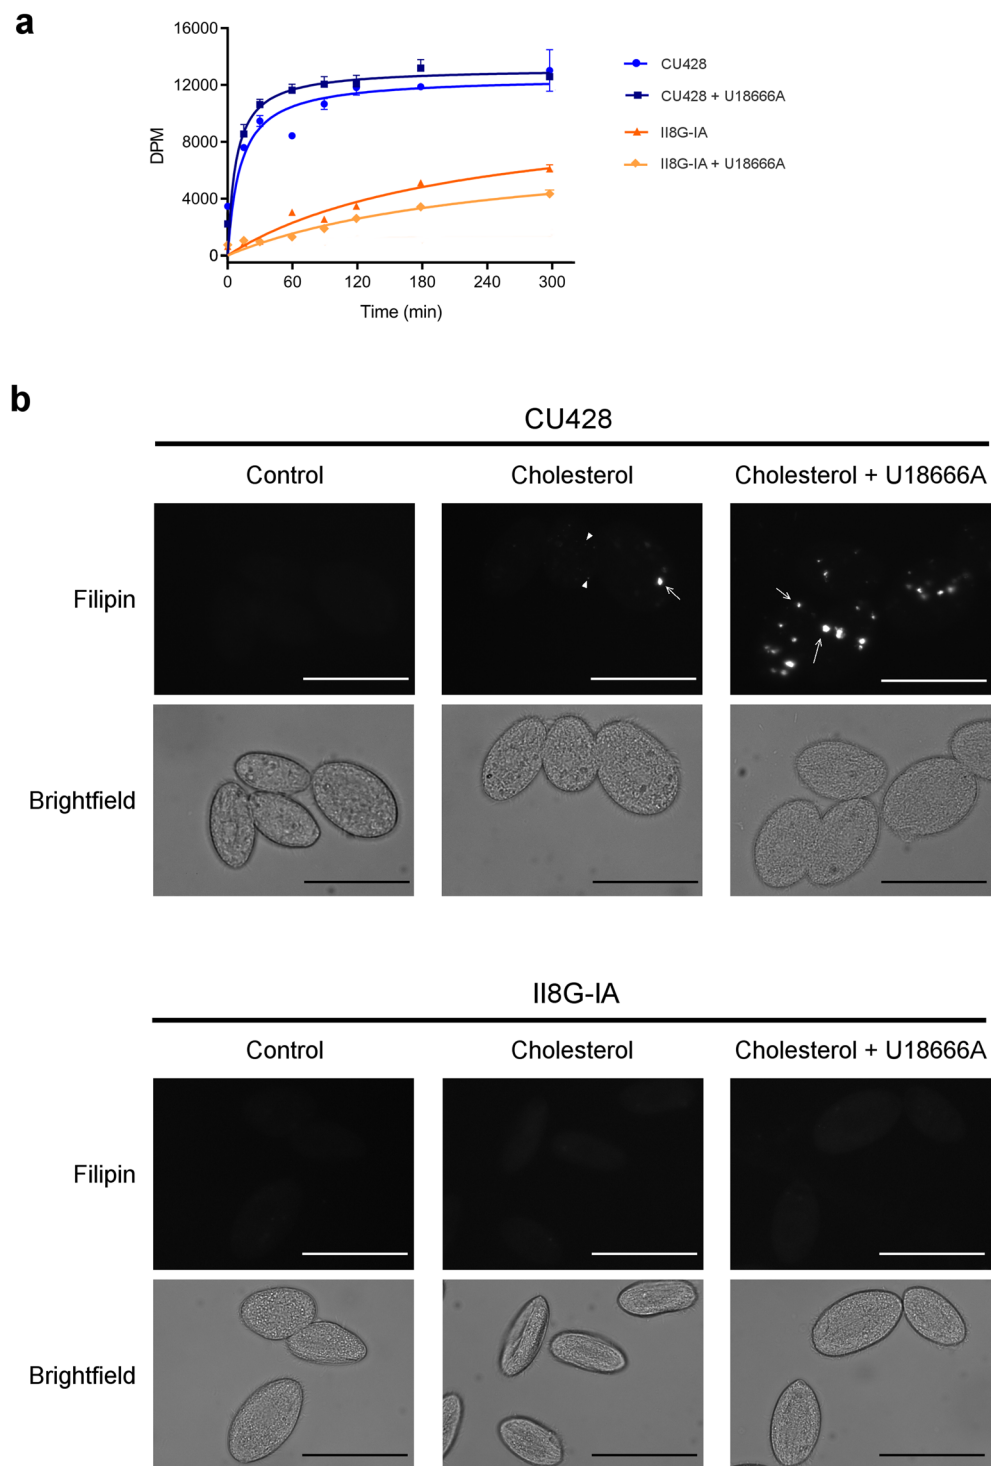 a
16000
12000
8000
4000
0
DPM
0 60 120 180 240 300
Time (min)
CU428
CU428 + U18666A
II8G-IA
II8G-IA + U18666A
b
CU428
Control Cholesterol Cholesterol + U18666A
Filipin
Brightfield
II8G-IA
Control Cholesterol Cholesterol + U18666A
Filipin
Brightfield